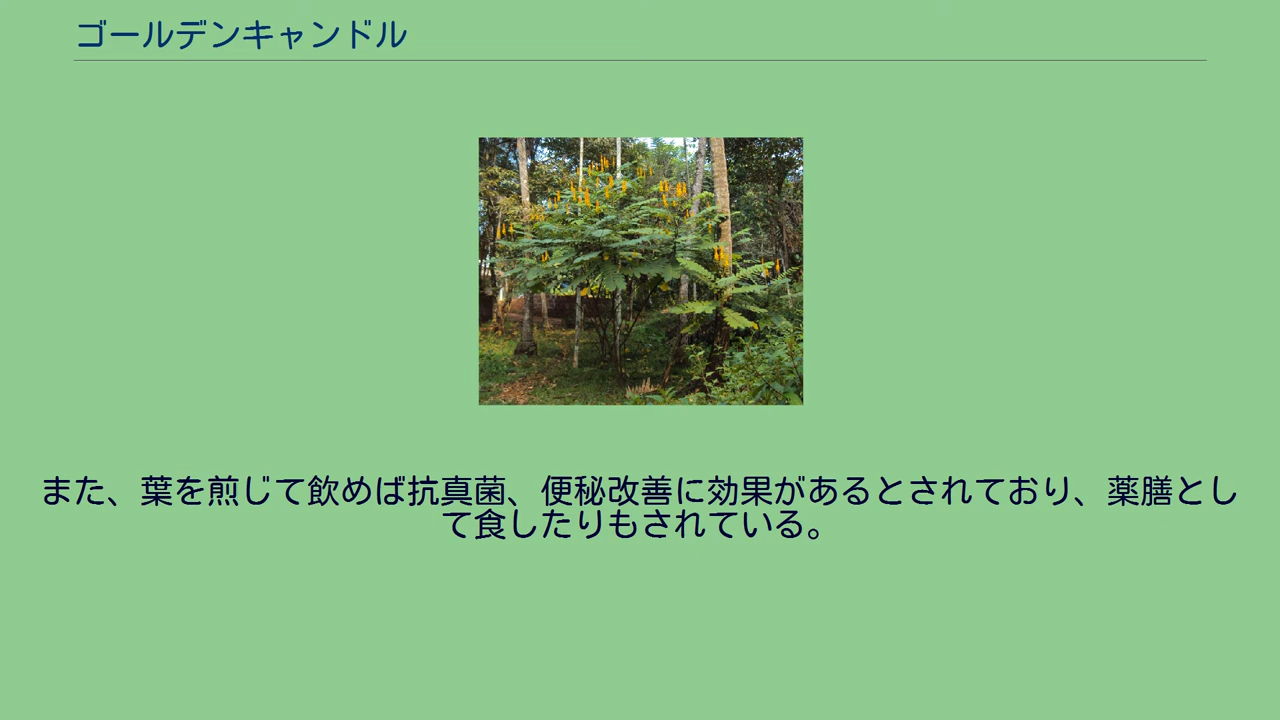 ゴールデンキャンドル
また、葉を煎じて飲めば抗真菌、便秘改善に効果があるとされており、薬膳とし
て食したりもされている。